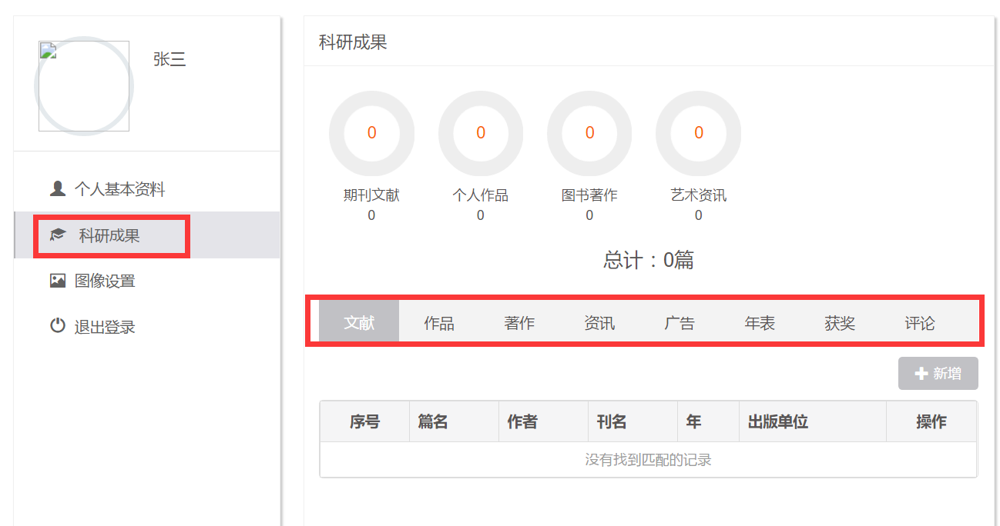 张三
个人基本资料
科研成果
图像设置
退出登录
科研成果
0 0 0 0
期刊文献 个人作品 图书著作 艺术资讯
0 0 0 0
总计：0篇
文献 作品 著作 资讯 广告 年表 获奖 评论
新增
序号 篇名 作者 刊名 年 出版单位 操作
没有找到匹配的记录